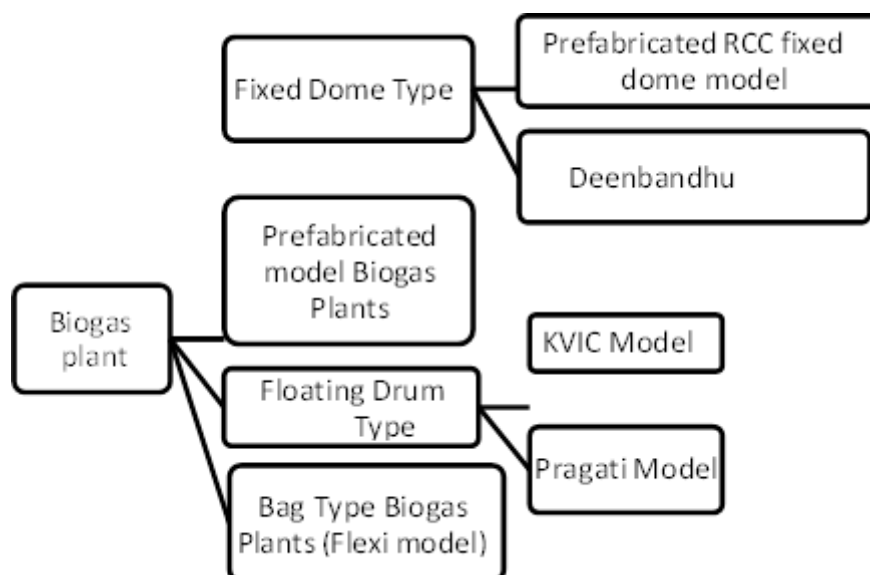 Fixed Dome Type
Prefabricated RCC fixed
dome model
Deenbandhu
Prefabricated
model Biogas
Plants
Biogas
plant
KVIC Model
Floating Drum
Type
Pragati Model
Bag Type Biogas
Plants (Flexi model)